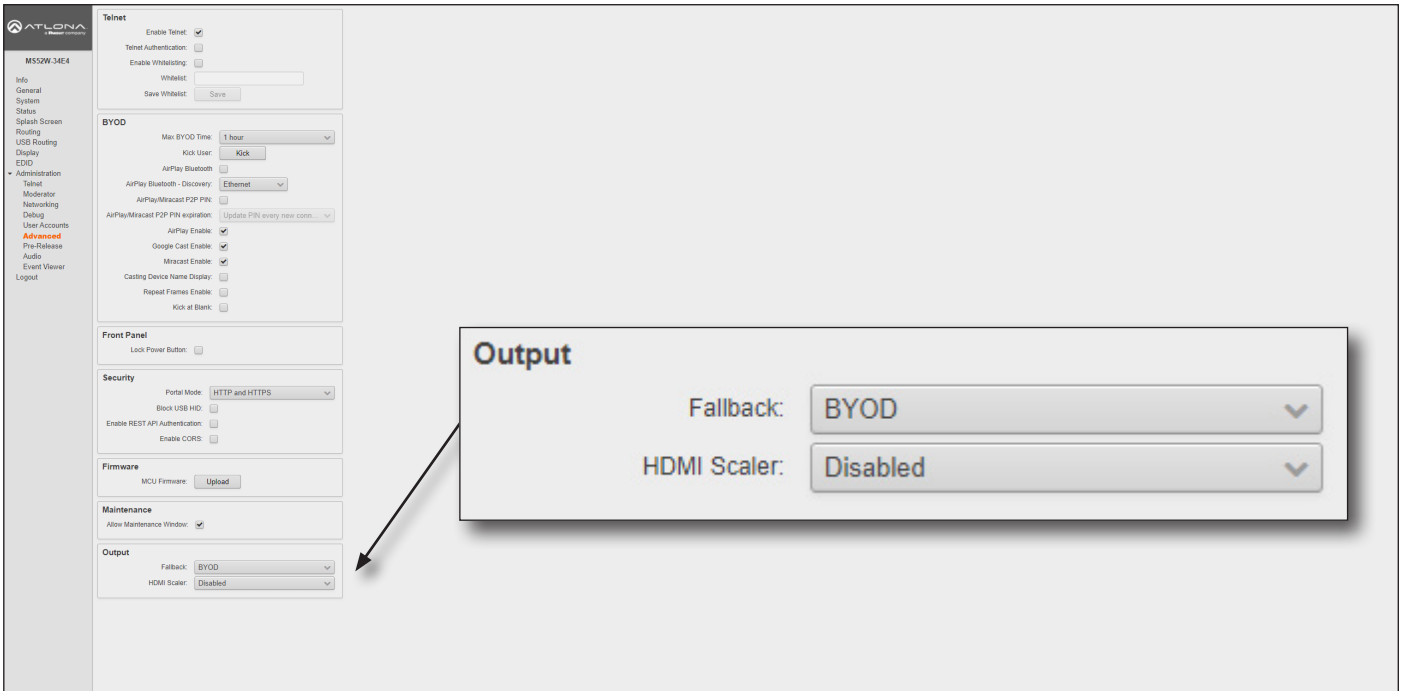 ATLONA
a Panduit company
MS52W-34E4
Info
General
System
Status
Splash Screen
Routing
USB Routing
Display
EDID
Administration
Telnet
Moderator
Networking
Debug
User Accounts
Advanced
Pre-Release
Audio
Event Viewer
Logout
Telnet
Enable Telnet:
Telnet Authentication:
Enable Whitelisting:
Whitelist:
Save Whitelist: Save
BYOD
Max BYOD Time: 1 hour
Kick User: Kick
AirPlay Bluetooth
AirPlay Bluetooth - Discovery: Ethernet
AirPlay/Miracast P2P PIN:
AirPlay/Miracast P2P PIN expiration: Update PIN every new conn...
AirPlay Enable:
Google Cast Enable:
Miracast Enable:
Casting Device Name Display:
Repeat Frames Enable:
Kick at Blank:
Front Panel
Lock Power Button:
Security
Portal Mode: HTTP and HTTPS
Block USB HID:
Enable REST API Authentication:
Enable CORS:
Firmware
MCU Firmware: Upload
Maintenance
Allow Maintenance Window:
Output
Fallback: BYOD
HDMI Scaler: Disabled
Output
Fallback: BYOD
HDMI Scaler: Disabled